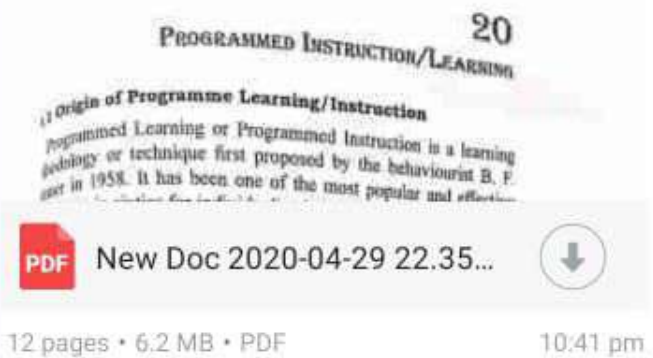 20
PROGRAMMED INSTRUCTION/LEARNING
Origin of Programme Learning/Instruction
Programmed Learning or Programmed Instruction is a learning
or technique first proposed by the behaviourist B. F.
in 1958. It has been one of the most popular and effective
PDF
New Doc 2020-04-29 22.35...
12 pages • 6.2 MB • PDF
10:41 pm